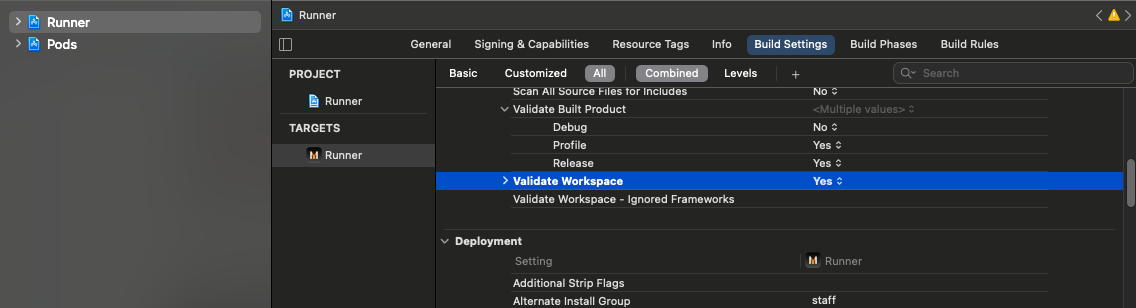 Runner
Pods
Runner
General Signing & Capabilities Resource Tags Info Build Settings Build Phases Build Rules
PROJECT
Runner
TARGETS
Runner
Basic Customized All Combined Levels + Search
Scan All Source Files for Includes No
Validate Built Product <Multiple values>
Debug No
Profile Yes
Release Yes
Validate Workspace Yes
Validate Workspace - Ignored Frameworks
Deployment
Setting Runner
Additional Strip Flags
Alternate Install Group staff